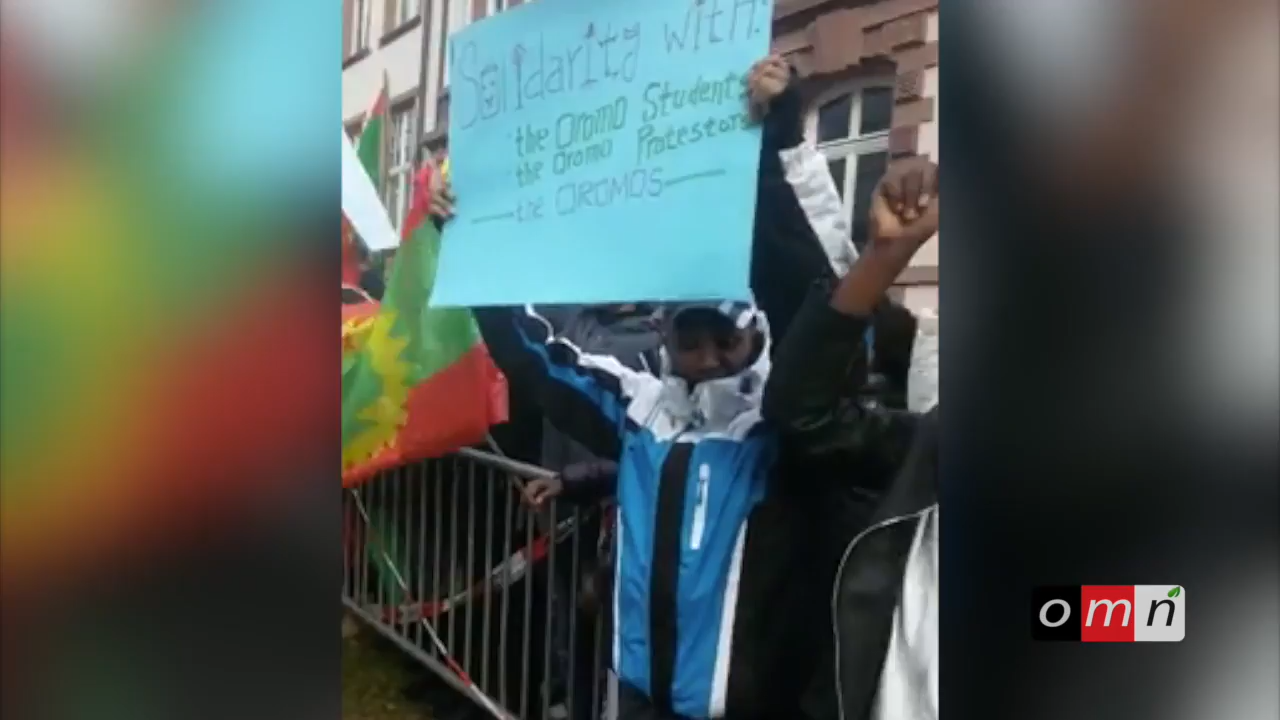 "Solidarity with:
the Oromo Students
the Oromo Protestors
the OROMOS
omn